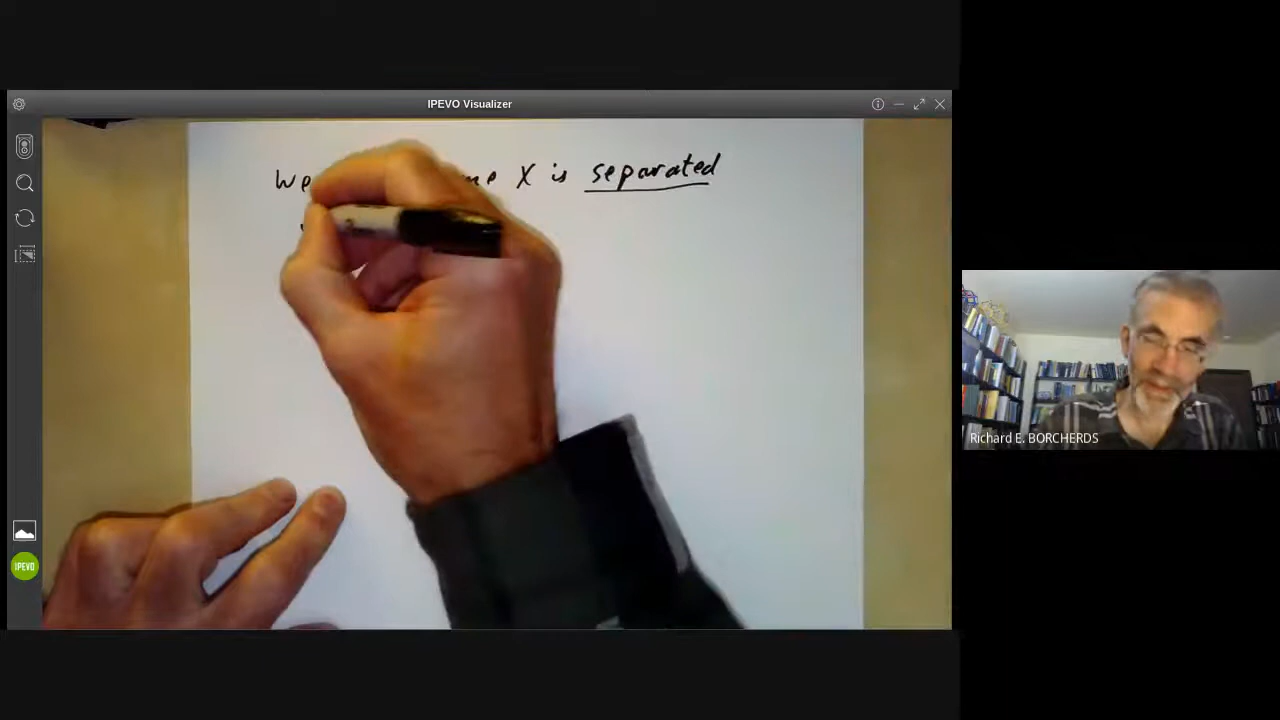 IPEVO Visualizer
We X is separated
IPEVO
Richard E. BORCHERDS